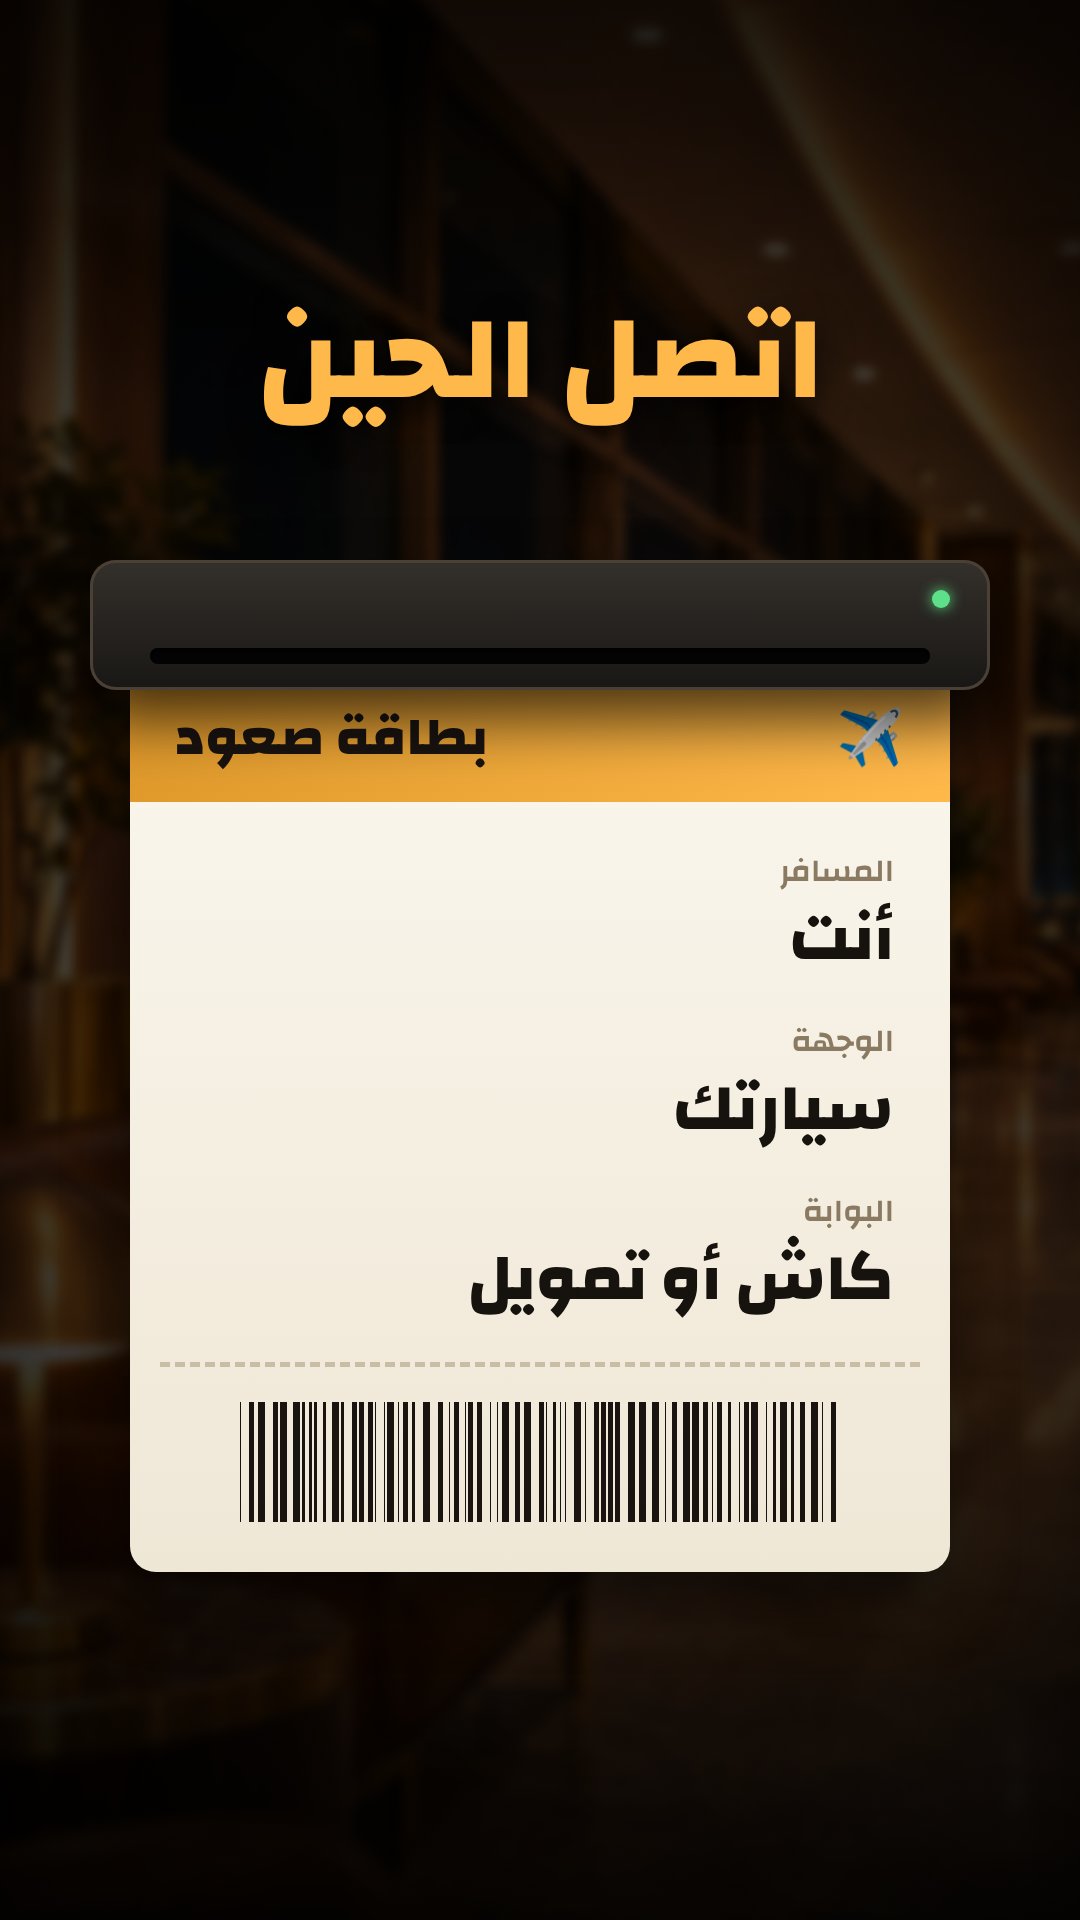 اتصل الحين
بطاقة صعود
المسافر
أنت
الوجهة
سيارتك
البوابة
كاش أو تمويل